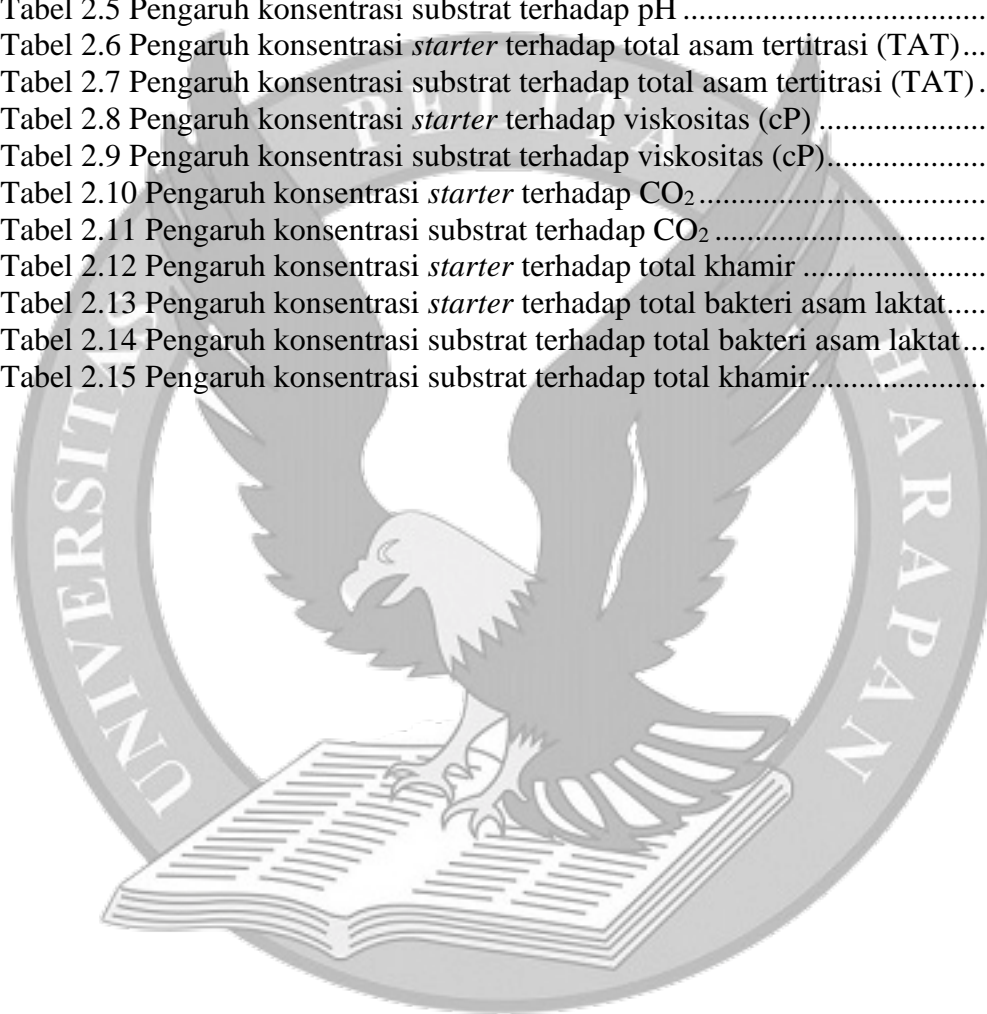 Tabel 2.5 Pengaruh konsentrasi substrat terhadap pH ......................................
Tabel 2.6 Pengaruh konsentrasi starter terhadap total asam tertitrasi (TAT)....
Tabel 2.7 Pengaruh konsentrasi substrat terhadap total asam tertitrasi (TAT) .
Tabel 2.8 Pengaruh konsentrasi starter terhadap viskositas (cP) .....................
Tabel 2.9 Pengaruh konsentrasi substrat terhadap viskositas (cP)....................
Tabel 2.10 Pengaruh konsentrasi starter terhadap CO₂ ....................................
Tabel 2.11 Pengaruh konsentrasi substrat terhadap CO₂ ..................................
Tabel 2.12 Pengaruh konsentrasi starter terhadap total khamir .......................
Tabel 2.13 Pengaruh konsentrasi starter terhadap total bakteri asam laktat.....
Tabel 2.14 Pengaruh konsentrasi substrat terhadap total bakteri asam laktat...
Tabel 2.15 Pengaruh konsentrasi substrat terhadap total khamir......................
UNIVERSITAS PELITA HARAPAN